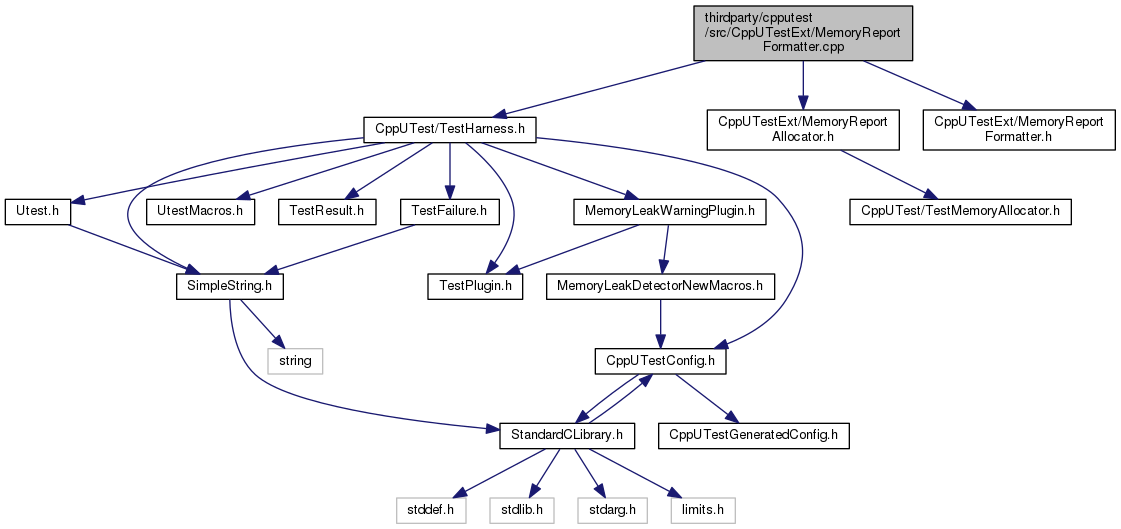 thirdparty/cpputest
/src/CppUTestExt/MemoryReport
Formatter.cpp
CppUTest/TestHarness.h
CppUTestExt/MemoryReport
Allocator.h
CppUTestExt/MemoryReport
Formatter.h
Utest.h
UtestMacros.h
TestResult.h
TestFailure.h
MemoryLeakWarningPlugin.h
CppUTest/TestMemoryAllocator.h
SimpleString.h
TestPlugin.h
MemoryLeakDetectorNewMacros.h
string
CppUTestConfig.h
StandardCLibrary.h
CppUTestGeneratedConfig.h
stddef.h
stdlib.h
stdarg.h
limits.h